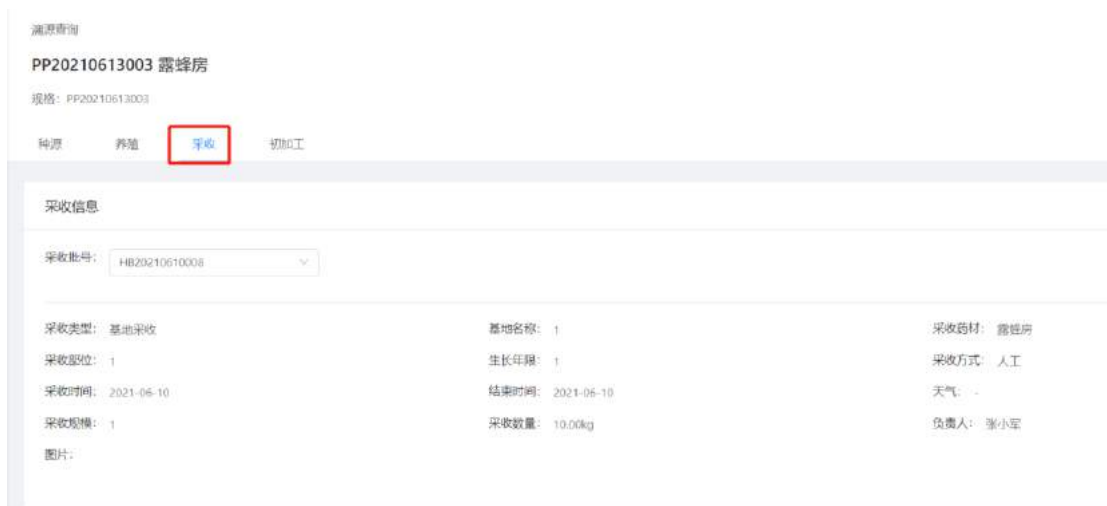 溯源查询
PP20210613003 露蜂房
规格: PP20210613003
种源 养殖 采收 初加工
采收信息
采收批号: HB20210610008
采收类型: 基地采收 基地名称: 1 采收药材: 露蜂房
采收部位: 1 生长年限: 1 采收方式: 人工
采收时间: 2021-06-10 结束时间: 2021-06-10 天气: -
采收规模: 1 采收数量: 10.00kg 负责人: 张小军
图片: